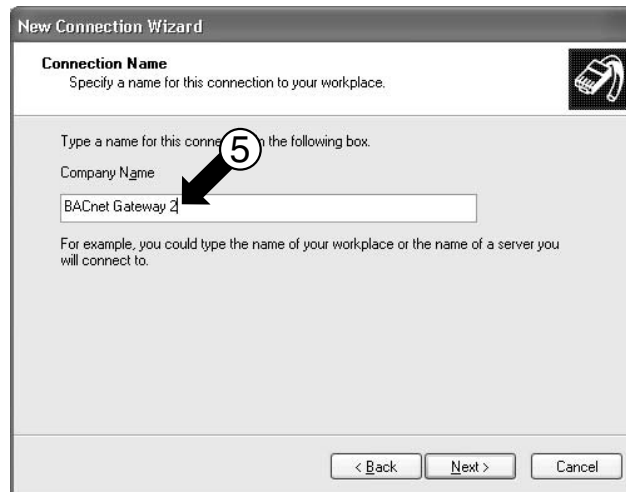 New Connection Wizard
Connection Name
Specify a name for this connection to your workplace.
Type a name for this conne n the following box.
5
Company Name
BACnet Gateway 2
For example, you could type the name of your workplace or the name of a server you
will connect to.
< Back
Next >
Cancel